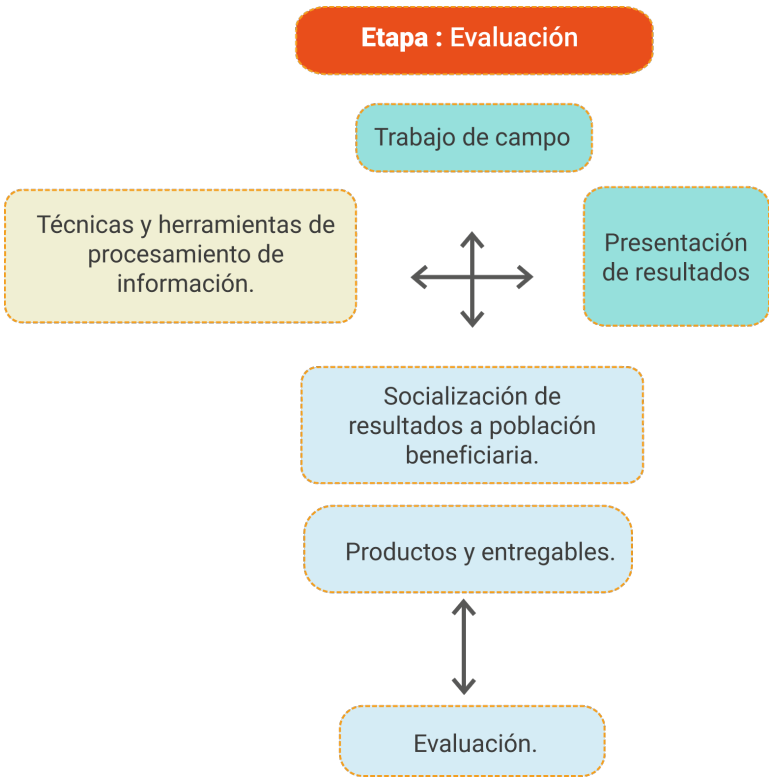 Etapa : Evaluación
Trabajo de campo
Técnicas y herramientas de
procesamiento de
información.
Presentación
de resultados
Socialización de
resultados a población
beneficiaria.
Productos y entregables.
Evaluación.